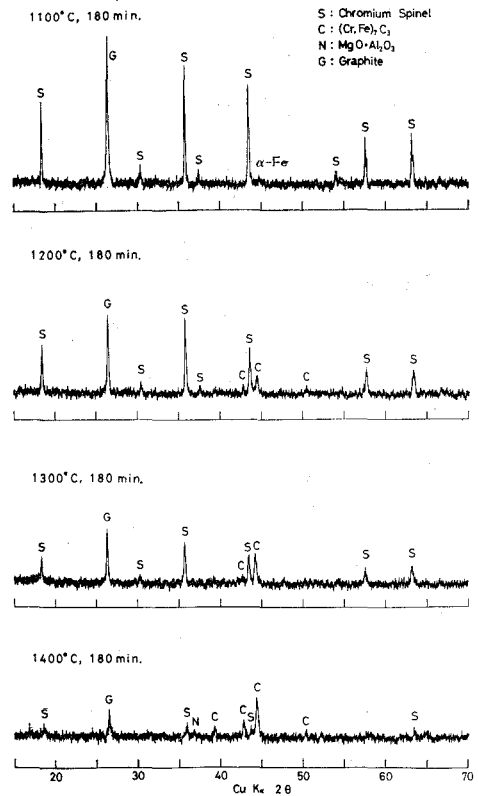 1100°C, 180 min.
S : Chromium Spinel
C : (Cr,Fe)₇C₃
N : MgO·Al₂O₃
G : Graphite
S G S S S S α-Fe S S S
1200°C, 180 min.
S G S S S C S C C S S
1300°C, 180 min.
S G S S C S C S S
1400°C, 180 min.
S G S N C C S C C S
20 30 40 50 60 70
Cu Kα 2θ